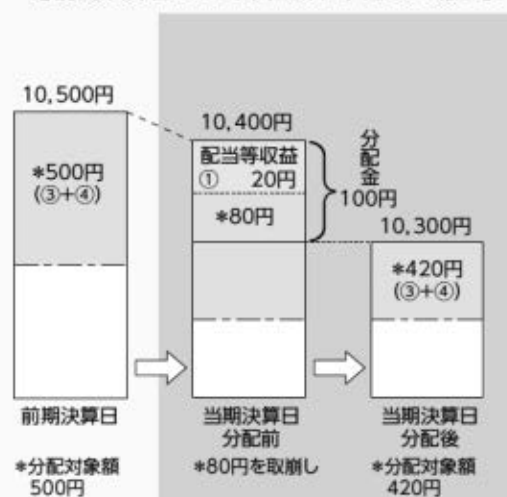 10,500円
*500円
(③+④)
前期決算日
*分配対象額
500円
10,400円
配当等収益
① 20円
*80円
分配金
100円
当期決算日
分配前
*80円を取崩し
10,300円
*420円
(③+④)
当期決算日
分配後
*分配対象額
420円